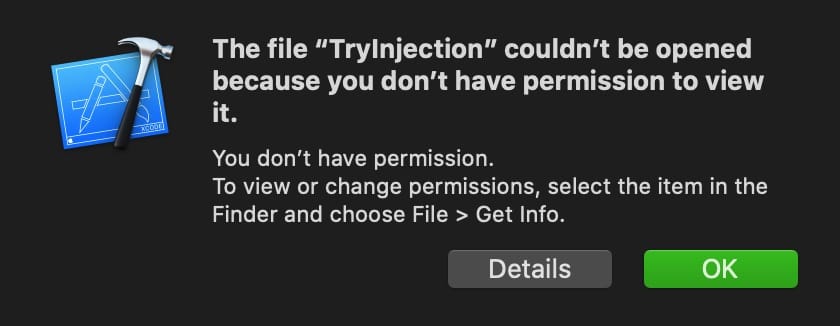 The file “TryInjection” couldn’t be opened
because you don’t have permission to view
it.
You don’t have permission.
To view or change permissions, select the item in the
Finder and choose File > Get Info.
Details
OK
XCODE